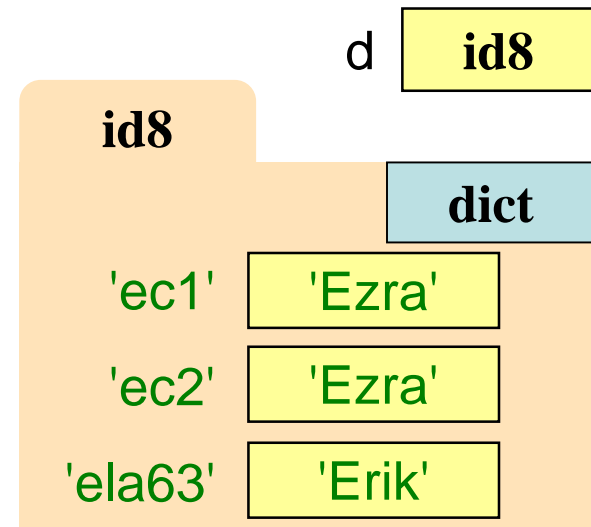 d id8
id8
dict
'ec1' 'Ezra'
'ec2' 'Ezra'
'ela63' 'Erik'